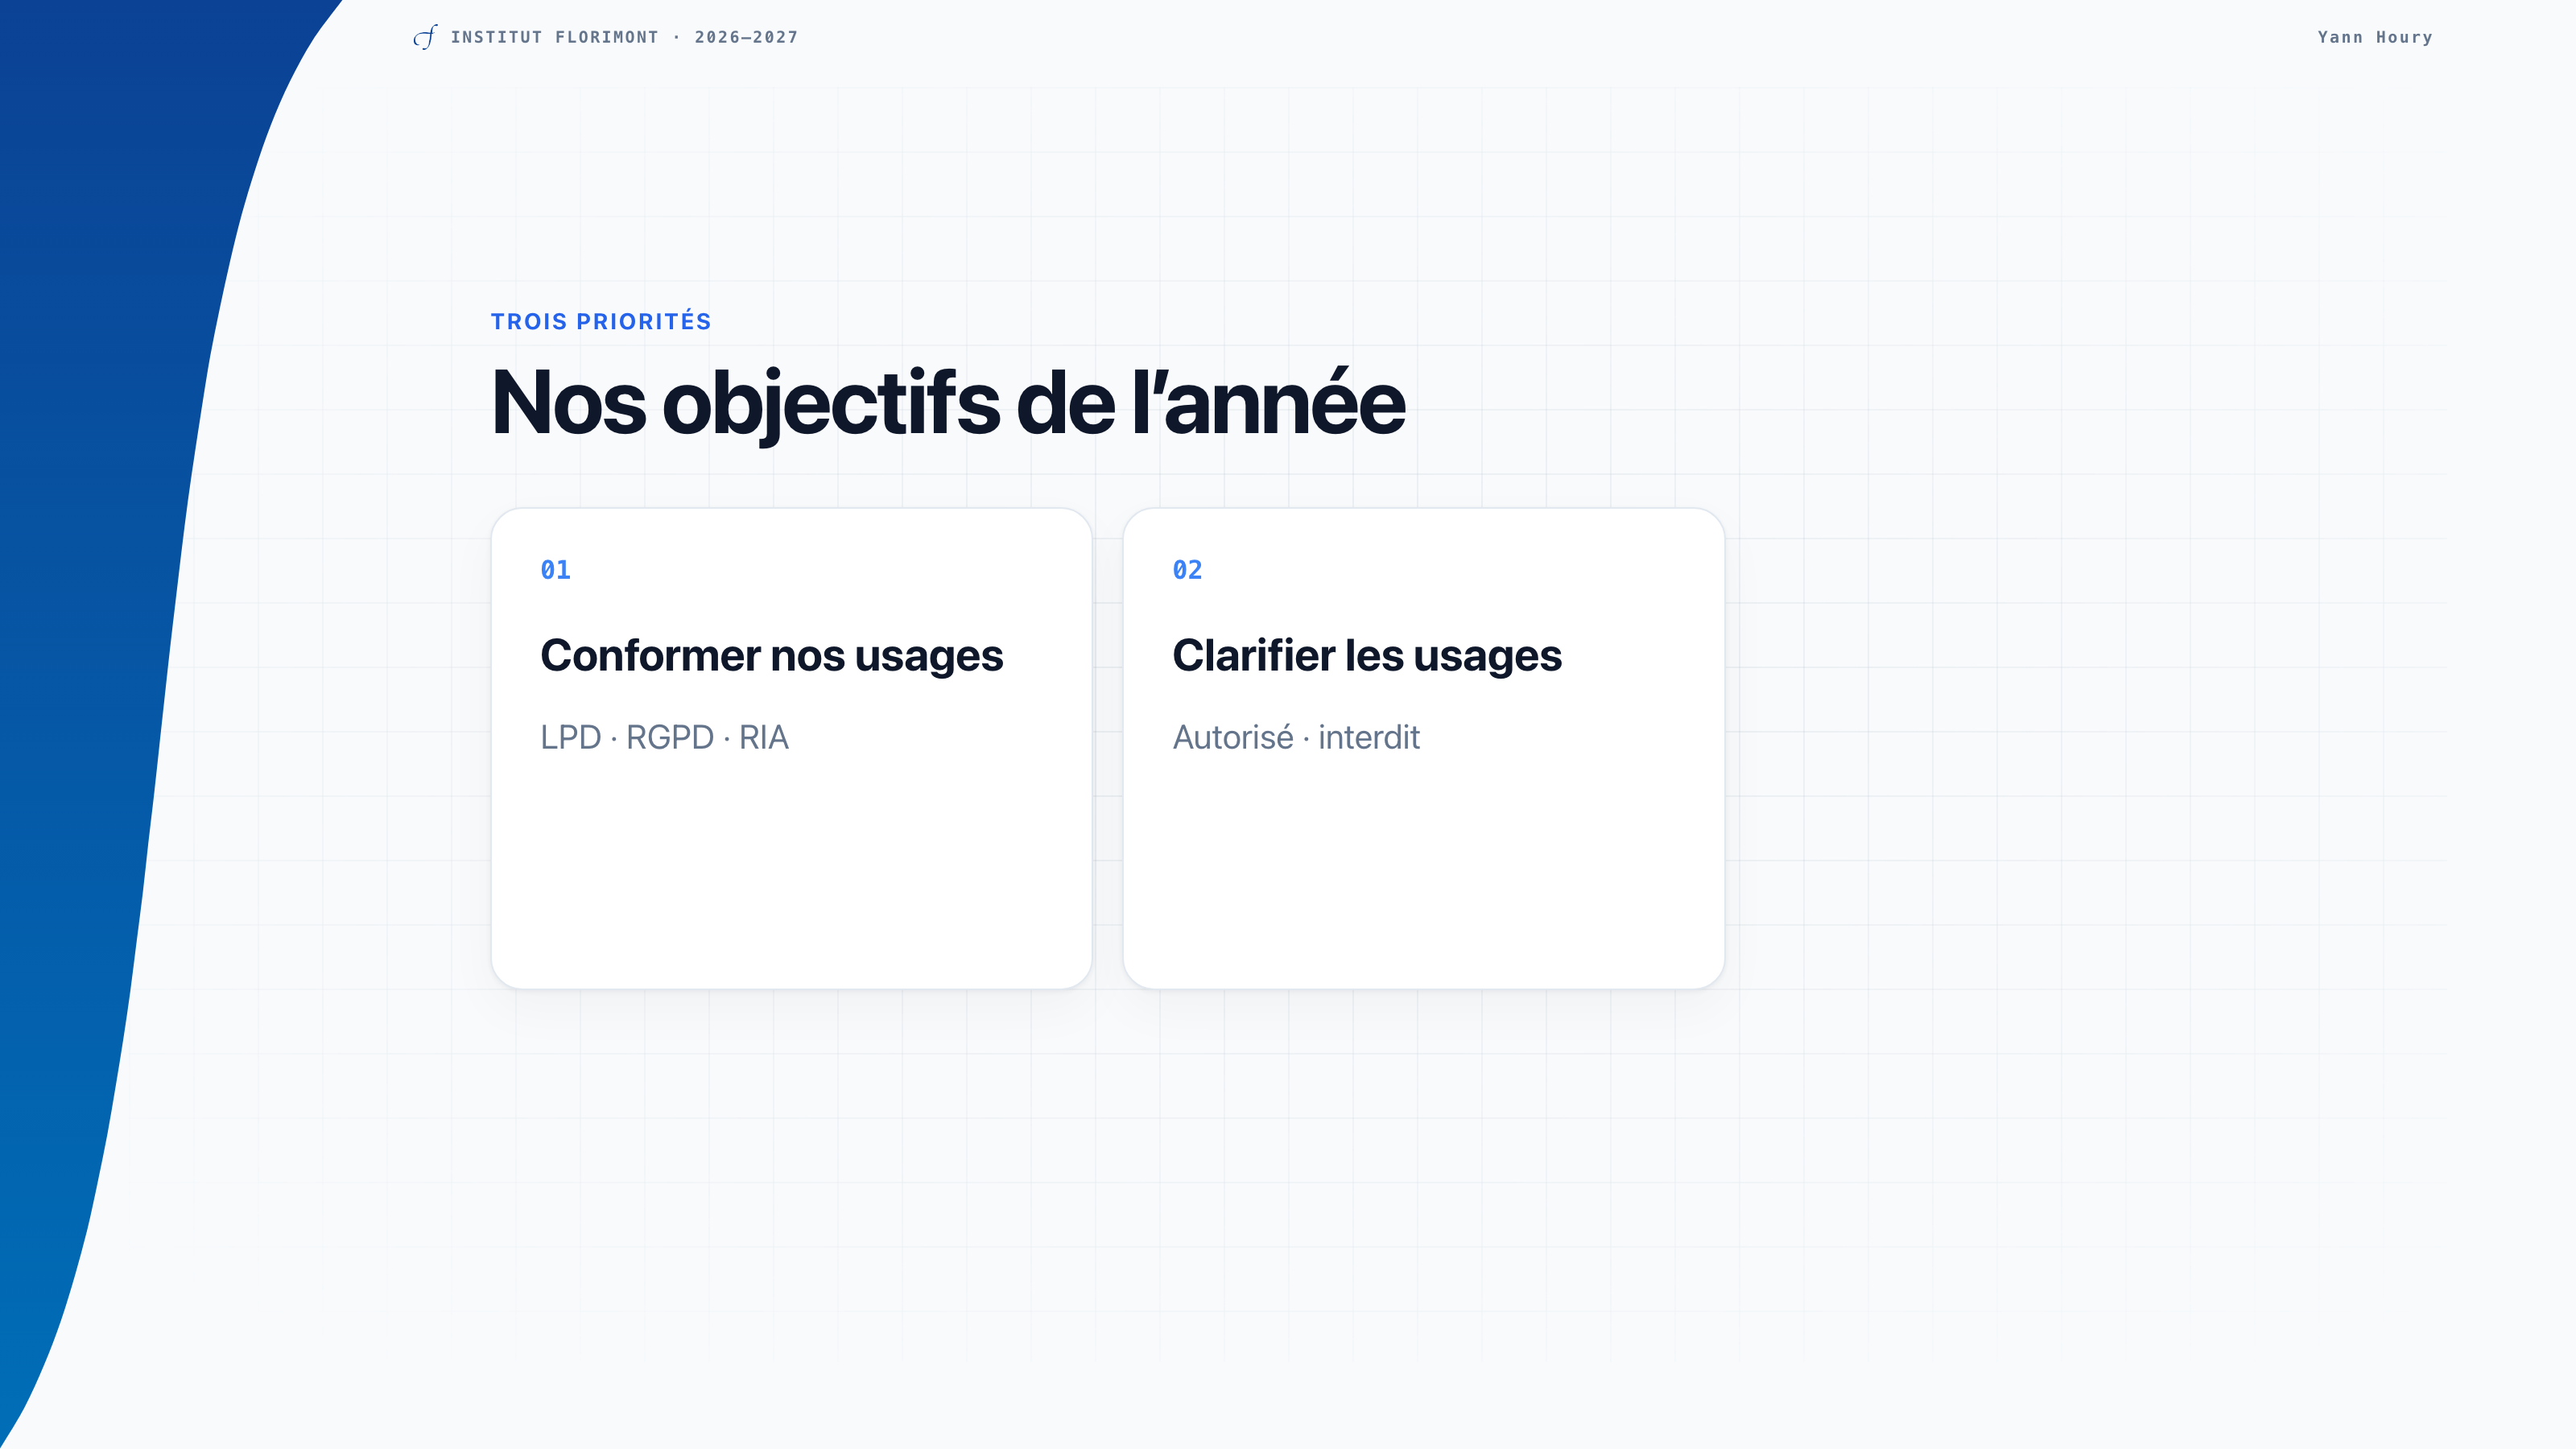 INSTITUT FLORIMONT · 2026–2027
Yann Houry
TROIS PRIORITÉS
Nos objectifs de l’année
01
Conformer nos usages
LPD · RGPD · RIA
02
Clarifier les usages
Autorisé · interdit